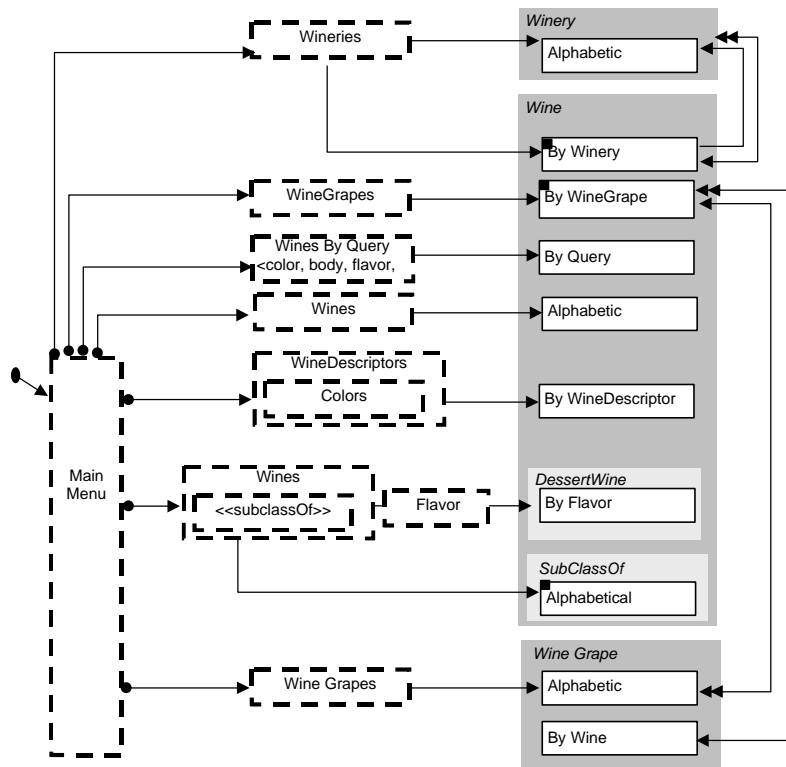 Winery
Wineries
Alphabetic
Wine
By Winery
WineGrapes
By WineGrape
Wines By Query
<color, body, flavor,
By Query
Wines
Alphabetic
WineDescriptors
Colors
By WineDescriptor
Main
Menu
Wines
<<subclassOf>>
Flavor
DessertWine
By Flavor
SubClassOf
Alphabetical
Wine Grape
Wine Grapes
Alphabetic
By Wine